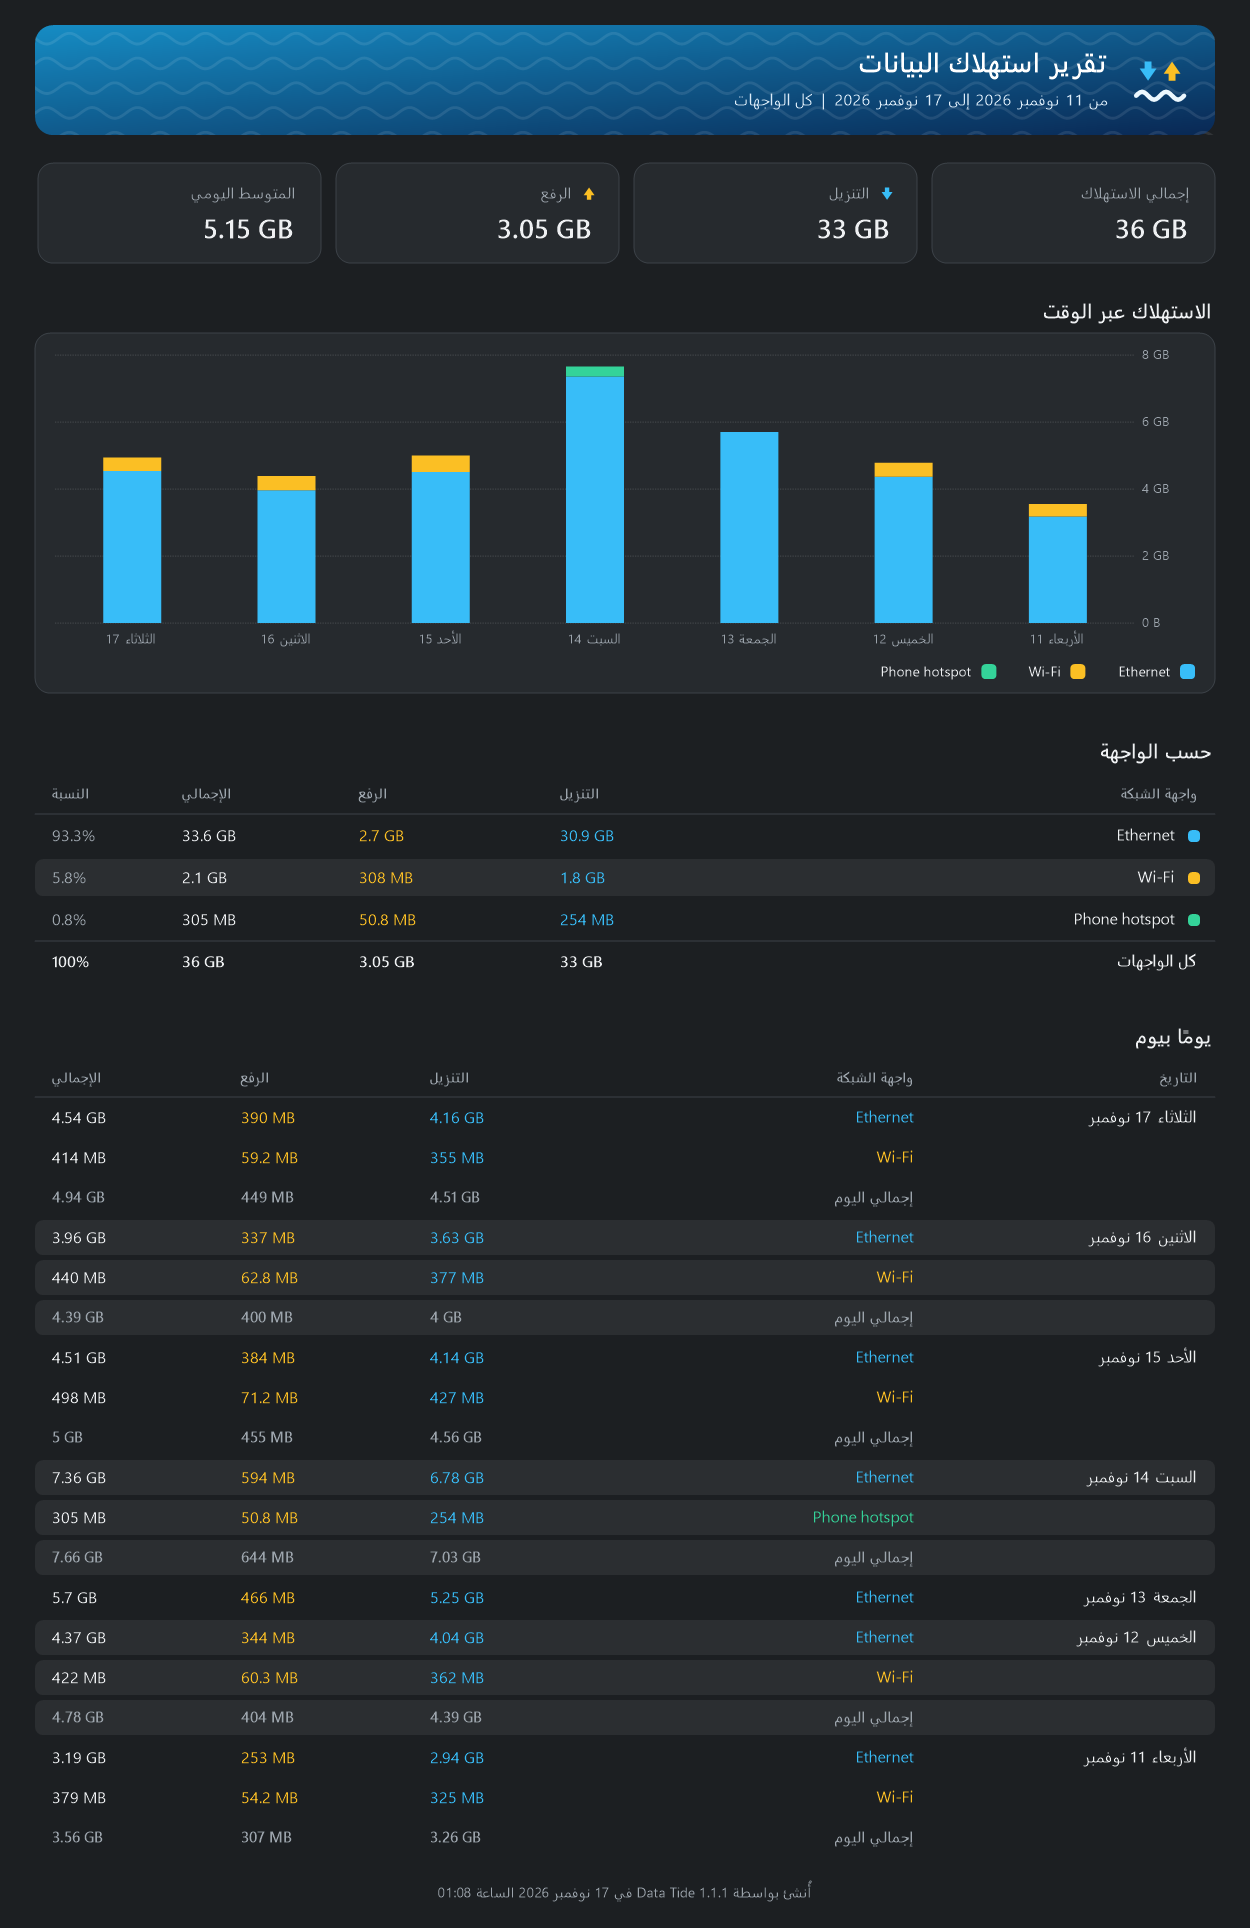 تقرير استهلاك البيانات
من 11 نوفمبر 2026 إلى 17 نوفمبر 2026 | كل الواجهات
إجمالي الاستهلاك
36 GB
التنزيل
33 GB
الرفع
3.05 GB
المتوسط اليومي
5.15 GB
الاستهلاك عبر الوقت
8 GB
6 GB
4 GB
2 GB
0 B
الأربعاء 11 الخميس 12 الجمعة 13 السبت 14 الأحد 15 الاثنين 16 الثلاثاء 17
Ethernet Wi-Fi Phone hotspot
حسب الواجهة
واجهة الشبكة التنزيل الرفع الإجمالي النسبة
Ethernet 30.9 GB 2.7 GB 33.6 GB 93.3%
Wi-Fi 1.8 GB 308 MB 2.1 GB 5.8%
Phone hotspot 254 MB 50.8 MB 305 MB 0.8%
كل الواجهات 33 GB 3.05 GB 36 GB 100%
يومًا بيوم
التاريخ واجهة الشبكة التنزيل الرفع الإجمالي
الثلاثاء 17 نوفمبر Ethernet 4.16 GB 390 MB 4.54 GB
Wi-Fi 355 MB 59.2 MB 414 MB
إجمالي اليوم 4.51 GB 449 MB 4.94 GB
الاثنين 16 نوفمبر Ethernet 3.63 GB 337 MB 3.96 GB
Wi-Fi 377 MB 62.8 MB 440 MB
إجمالي اليوم 4 GB 400 MB 4.39 GB
الأحد 15 نوفمبر Ethernet 4.14 GB 384 MB 4.51 GB
Wi-Fi 427 MB 71.2 MB 498 MB
إجمالي اليوم 4.56 GB 455 MB 5 GB
السبت 14 نوفمبر Ethernet 6.78 GB 594 MB 7.36 GB
Phone hotspot 254 MB 50.8 MB 305 MB
إجمالي اليوم 7.03 GB 644 MB 7.66 GB
الجمعة 13 نوفمبر Ethernet 5.25 GB 466 MB 5.7 GB
الخميس 12 نوفمبر Ethernet 4.04 GB 344 MB 4.37 GB
Wi-Fi 362 MB 60.3 MB 422 MB
إجمالي اليوم 4.39 GB 404 MB 4.78 GB
الأربعاء 11 نوفمبر Ethernet 2.94 GB 253 MB 3.19 GB
Wi-Fi 325 MB 54.2 MB 379 MB
إجمالي اليوم 3.26 GB 307 MB 3.56 GB
أُنشئ بواسطة Data Tide 1.1.1 في 17 نوفمبر 2026 الساعة 01:08